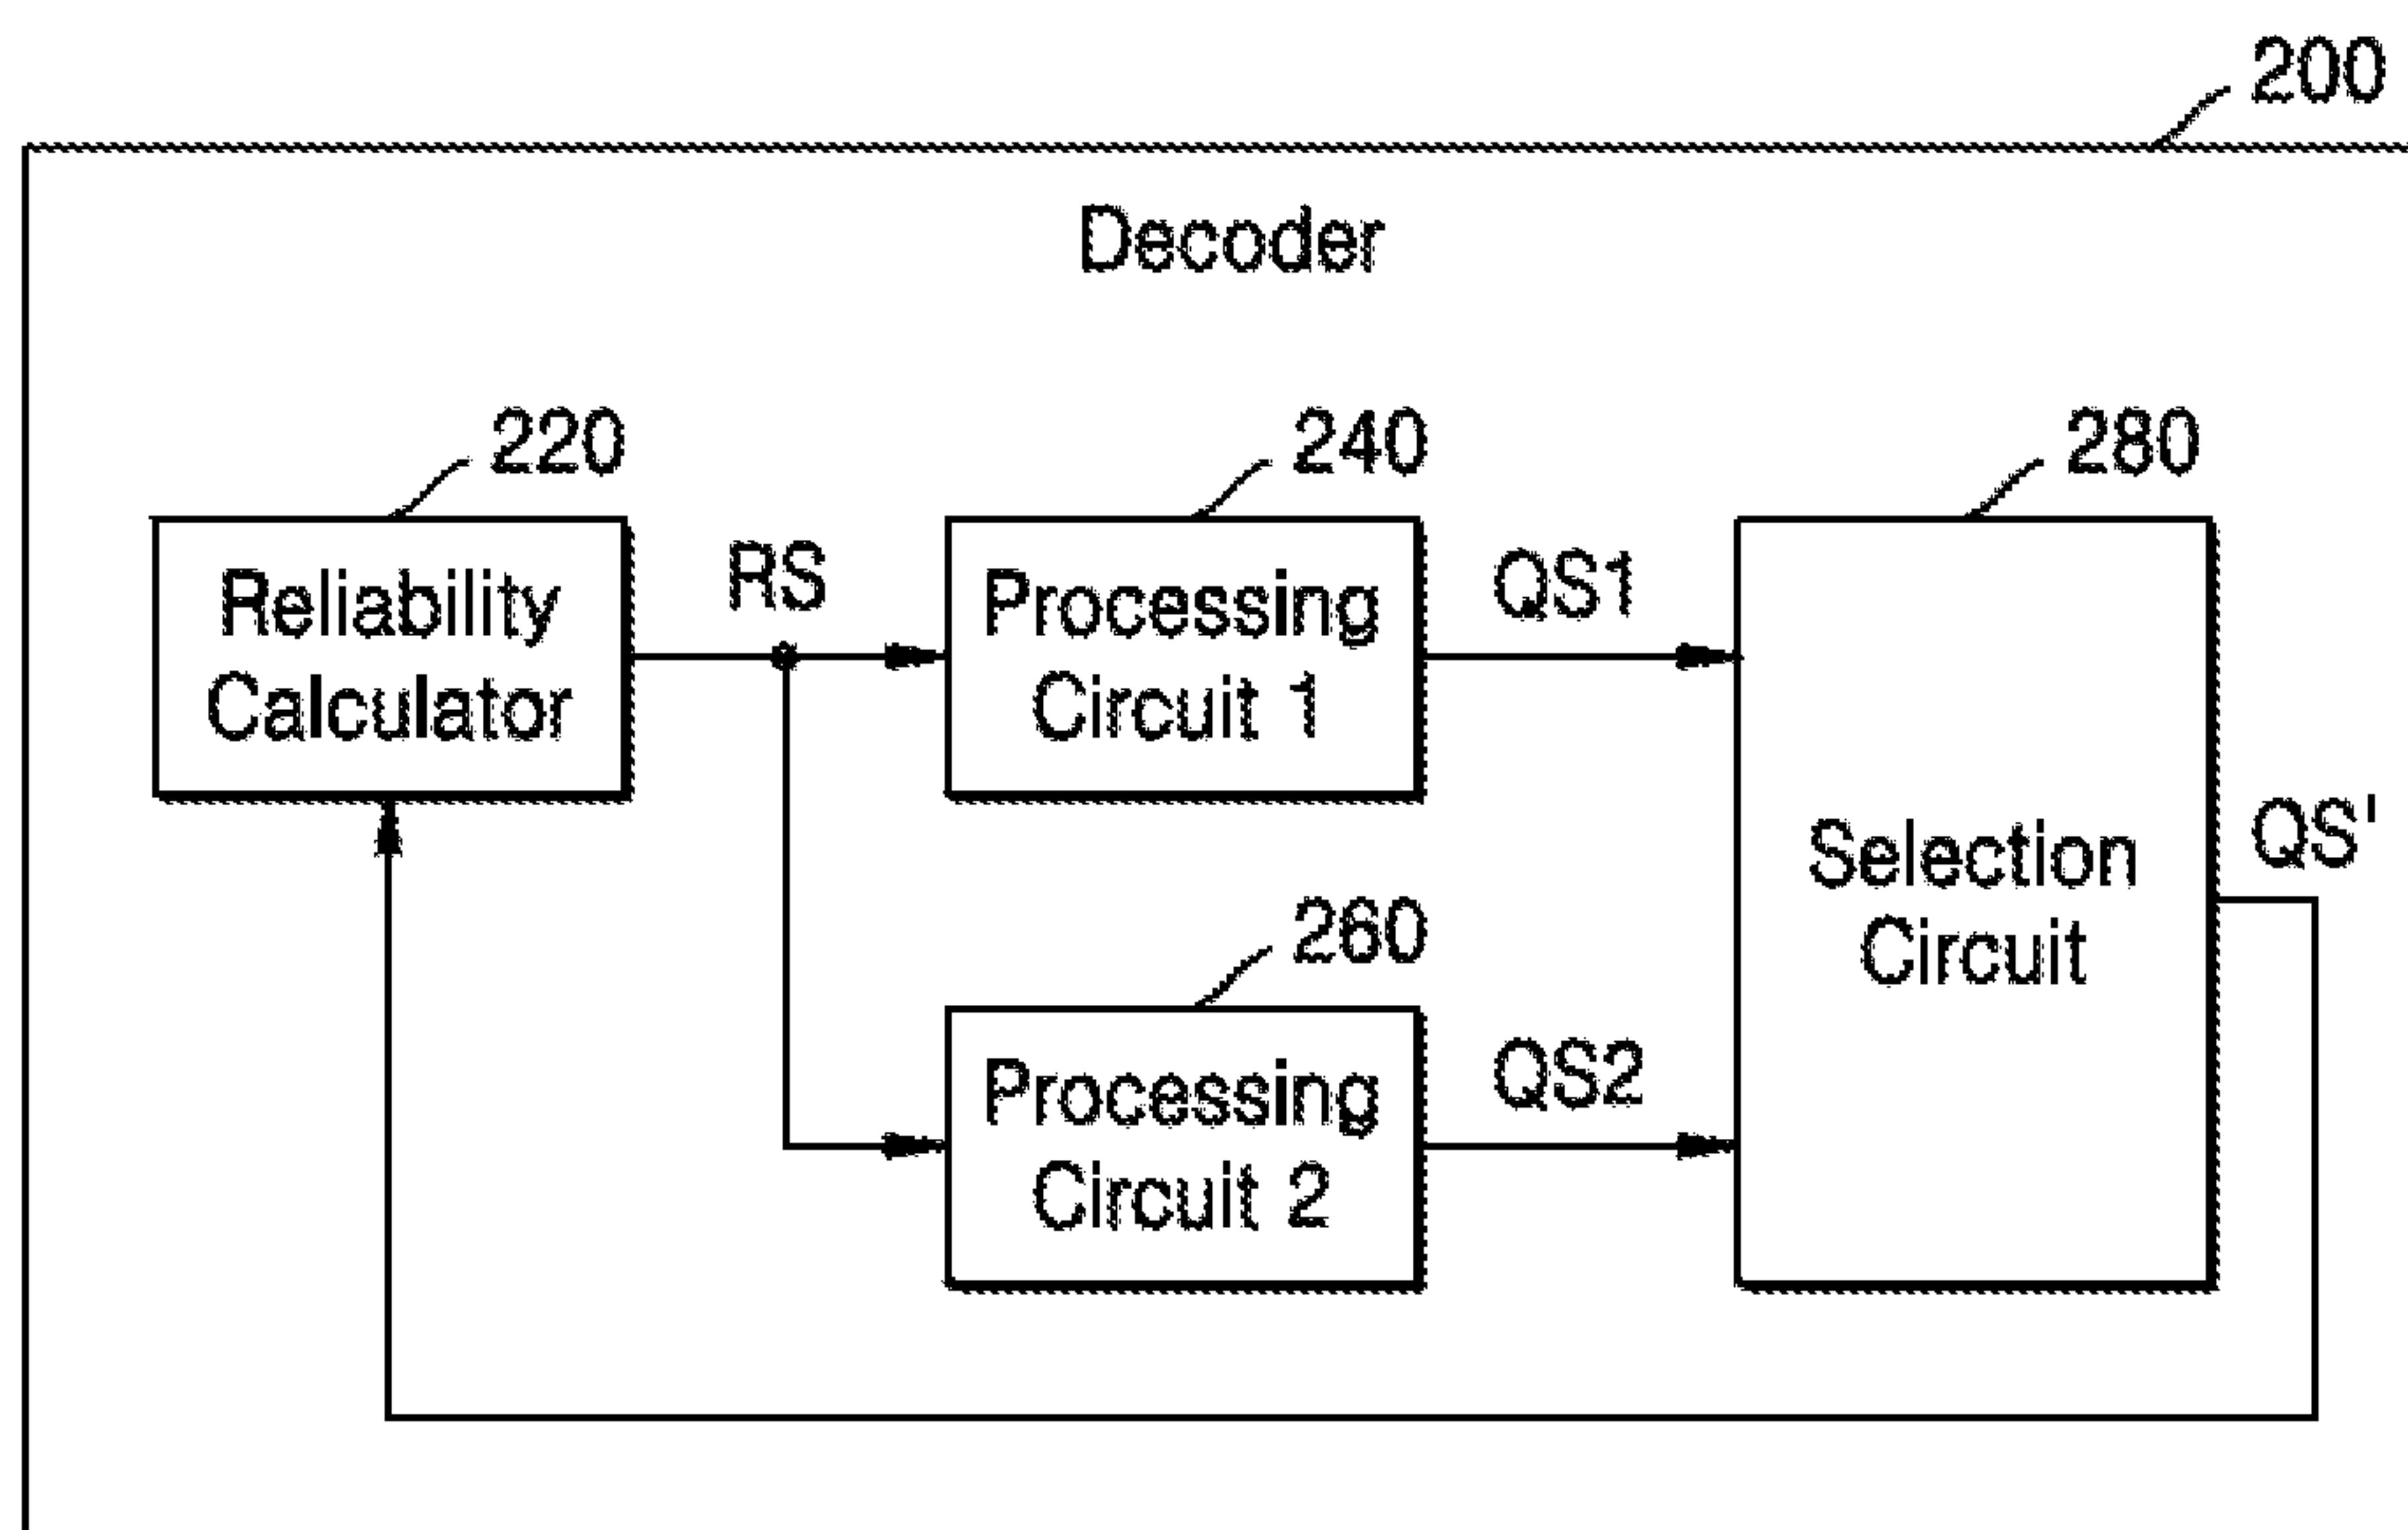 200
Decoder
220
240
280
RS
QS1
Reliability
Calculator
Processing
Circuit 1
Selection
Circuit
QS'
260
QS2
Processing
Circuit 2